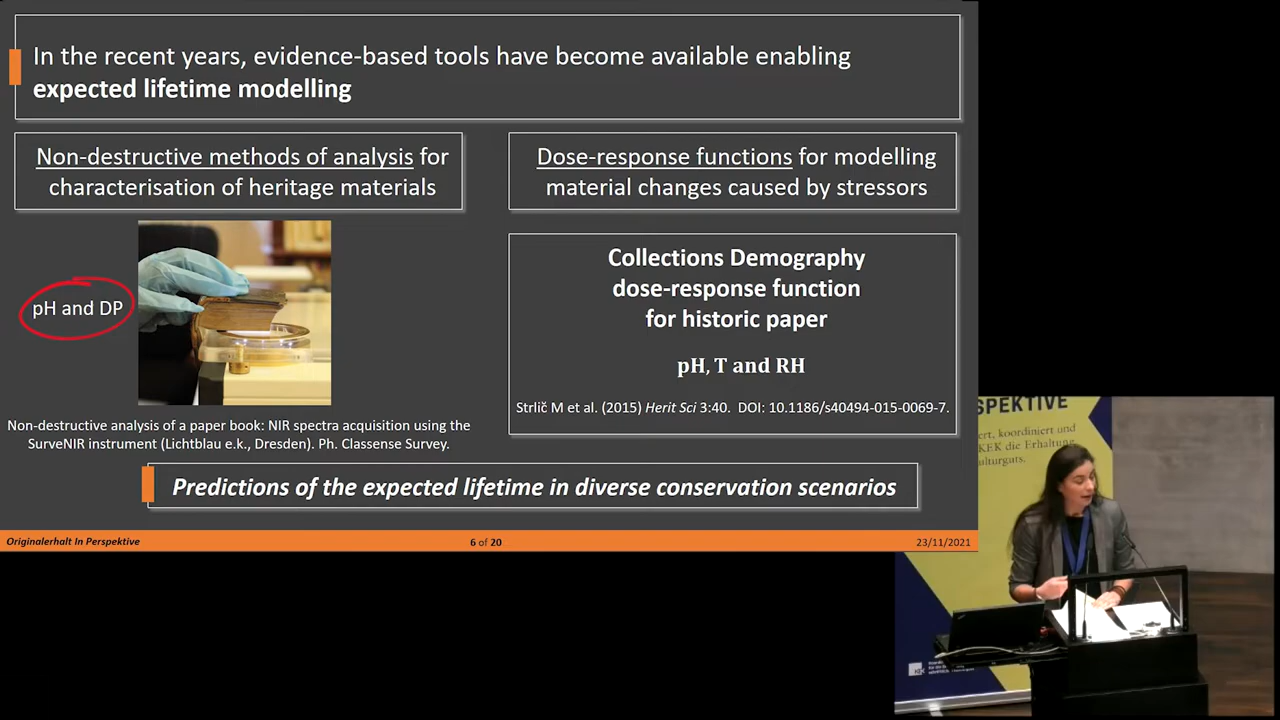 In the recent years, evidence-based tools have become available enabling
expected lifetime modelling
Non-destructive methods of analysis for
characterisation of heritage materials
Dose-response functions for modelling
material changes caused by stressors
pH and DP
Collections Demography
dose-response function
for historic paper
pH, T and RH
Strlič M et al. (2015) Herit Sci 3:40. DOI: 10.1186/s40494-015-0069-7.
Non-destructive analysis of a paper book: NIR spectra acquisition using the
SurveNIR instrument (Lichtblau e.k., Dresden). Ph. Classense Survey.
Predictions of the expected lifetime in diverse conservation scenarios
Originalerhalt In Perspektive
6 of 20
23/11/2021
SPEKTIVE
ert, koordiniert und
KEK die Erhaltung
ulturguts.